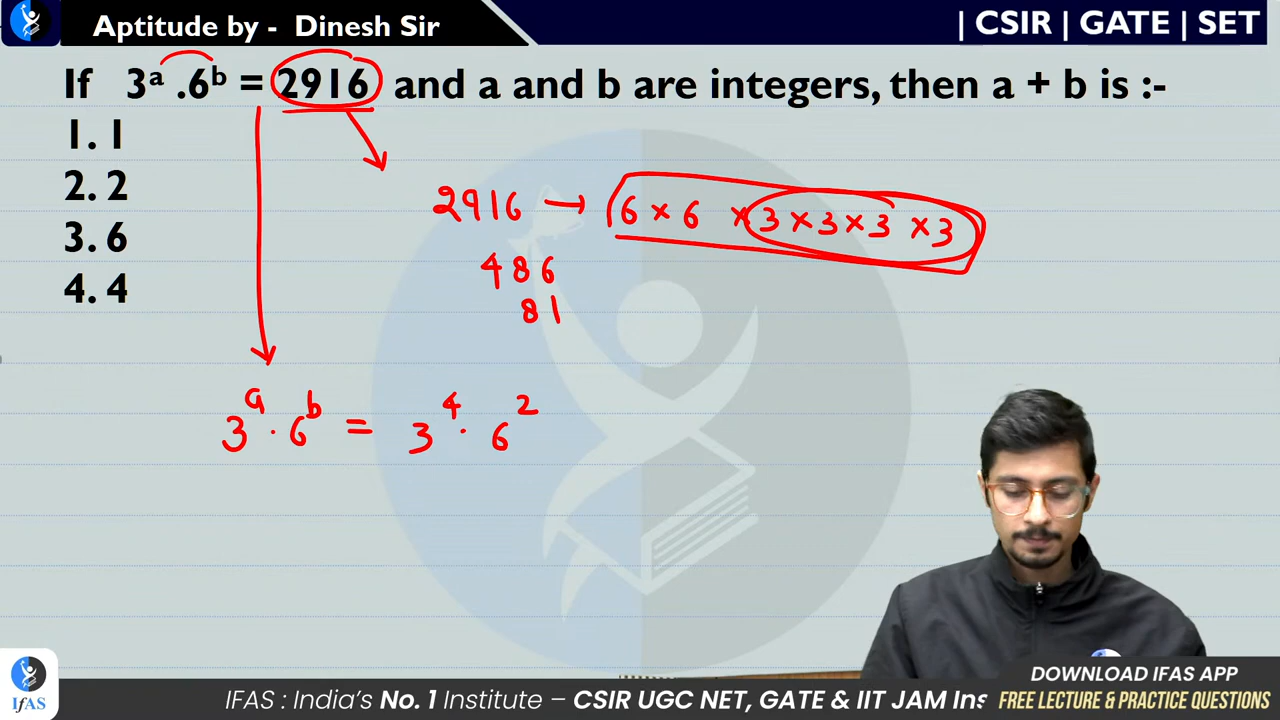 Aptitude by - Dinesh Sir
| CSIR | GATE | SET
If 3ᵃ .6ᵇ = 2916 and a and b are integers, then a + b is :-
1. 1
2. 2
3. 6
4. 4
2916 → 6 × 6 × 3 × 3 × 3 × 3
486
81
3ᵃ · 6ᵇ = 3⁴ · 6²
IFAS
IFAS : India's No. 1 Institute – CSIR UGC NET, GATE & IIT JAM Ins
DOWNLOAD IFAS APP
FREE LECTURE & PRACTICE QUESTIONS